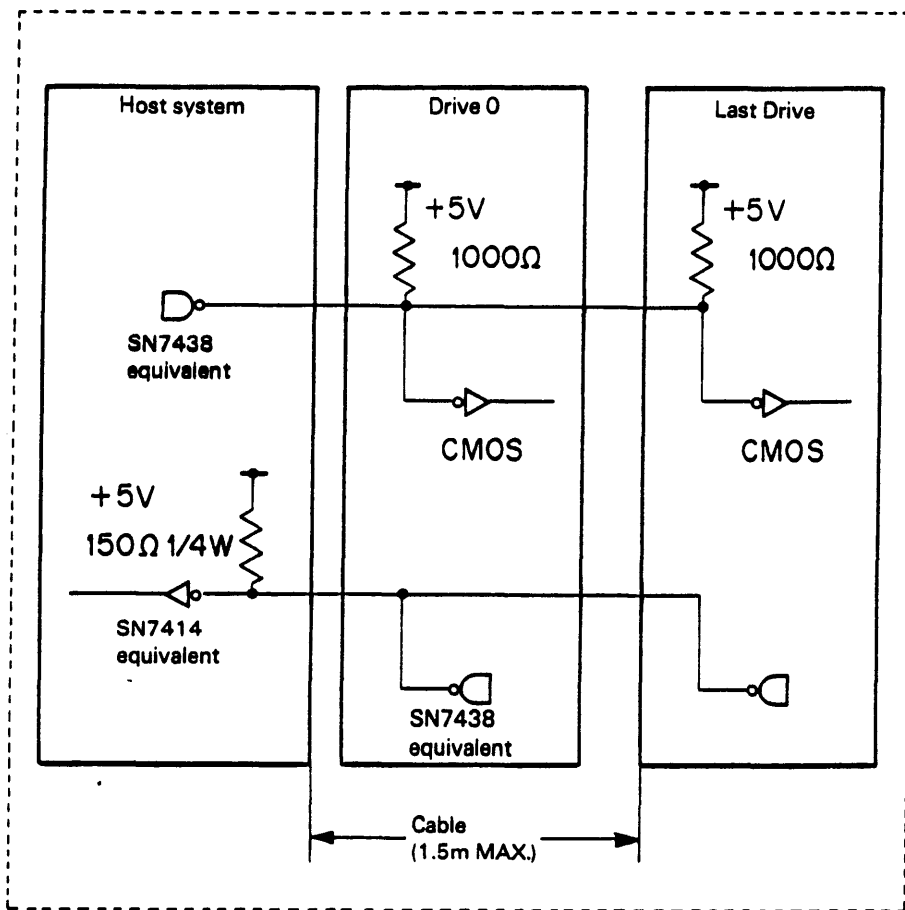 Host system
Drive 0
Last Drive
+5V
1000Ω
+5V
1000Ω
SN7438
equivalent
CMOS
CMOS
+5V
150Ω 1/4W
SN7414
equivalent
SN7438
equivalent
Cable
(1.5m MAX.)